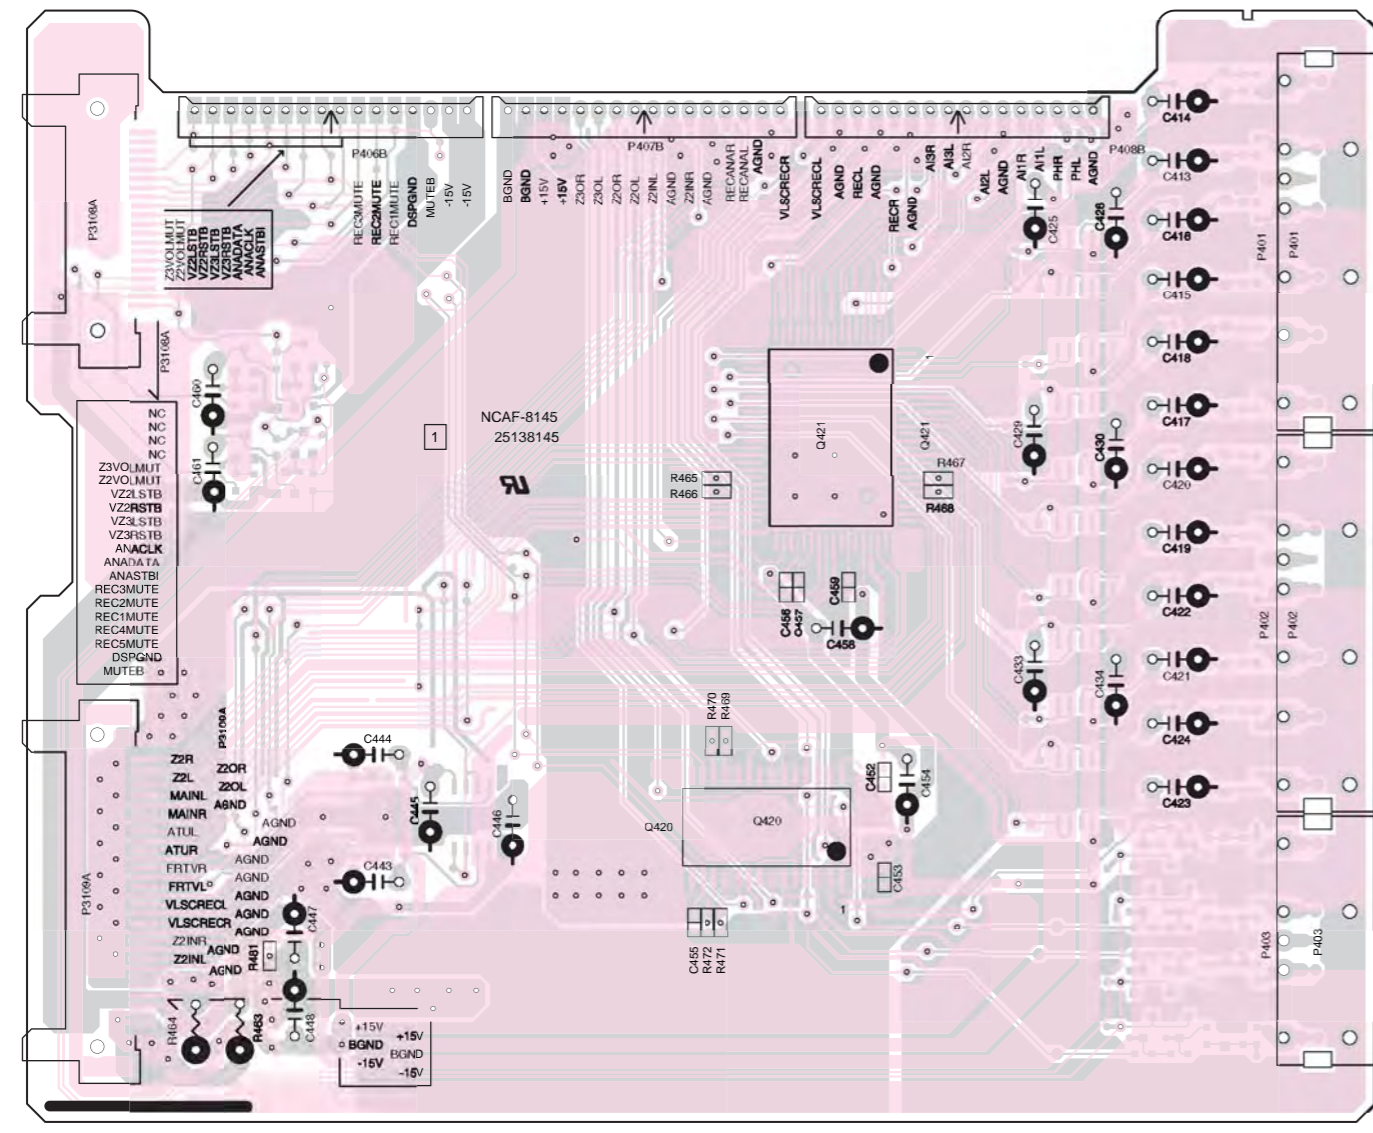 P3108A
P406B
P407B
P408B
Z3VOLMUT
Z2VOLMUT
VZ2LSTB
VZ2RSTB
VZ3LSTB
VZ3RSTB
ANADATA
ANACLK
ANASTBI
REC3MUTE
REC2MUTE
REC1MUTE
DSPGND
MUTEB
-15V
-15V
BGND
BGND
+15V
+15V
Z3OR
Z3OL
Z2OR
Z2OL
Z2INL
AGND
Z2INR
AGND
RECANAR
RECANAL
AGND
VLSCRECR
VLSCRECL
AGND
RECL
AGND
RECR
AGND
AI3R
AI3L
AI2R
AI2L
AGND
AI1R
AI1L
PHR
PHL
AGND
C414
C413
C416
C415
C418
C417
C420
C419
C422
C421
C424
C423
C425
C426
C429
C430
C433
C434
P401
P401
P402
P402
P403
P403
P3108A
NC
NC
NC
NC
Z3VOLMUT
Z2VOLMUT
VZ2LSTB
VZ2RSTB
VZ3LSTB
VZ3RSTB
ANACLK
ANADATA
ANASTBI
REC3MUTE
REC2MUTE
REC1MUTE
REC4MUTE
REC5MUTE
DSPGND
MUTEB
C460
C461
1
NCAF-8145
25138145
R465
R466
Q421
Q421
1
R467
R468
C456
C457
C459
C458
R470
R469
C452
C454
Q420
Q420
C453
1
C455
R472
R471
P3109A
P3109A
Z2R
Z2L
MAINL
MAINR
ATUL
ATUR
FRTVR
FRTVL
VLSCRECL
VLSCRECR
Z2INR
Z2INL
Z2OR
Z2OL
AGND
AGND
AGND
AGND
AGND
AGND
AGND
AGND
AGND
AGND
C444
C445
C446
C443
C447
C448
R481
R464
R463
+15V
BGND
-15V
+15V
BGND
-15V